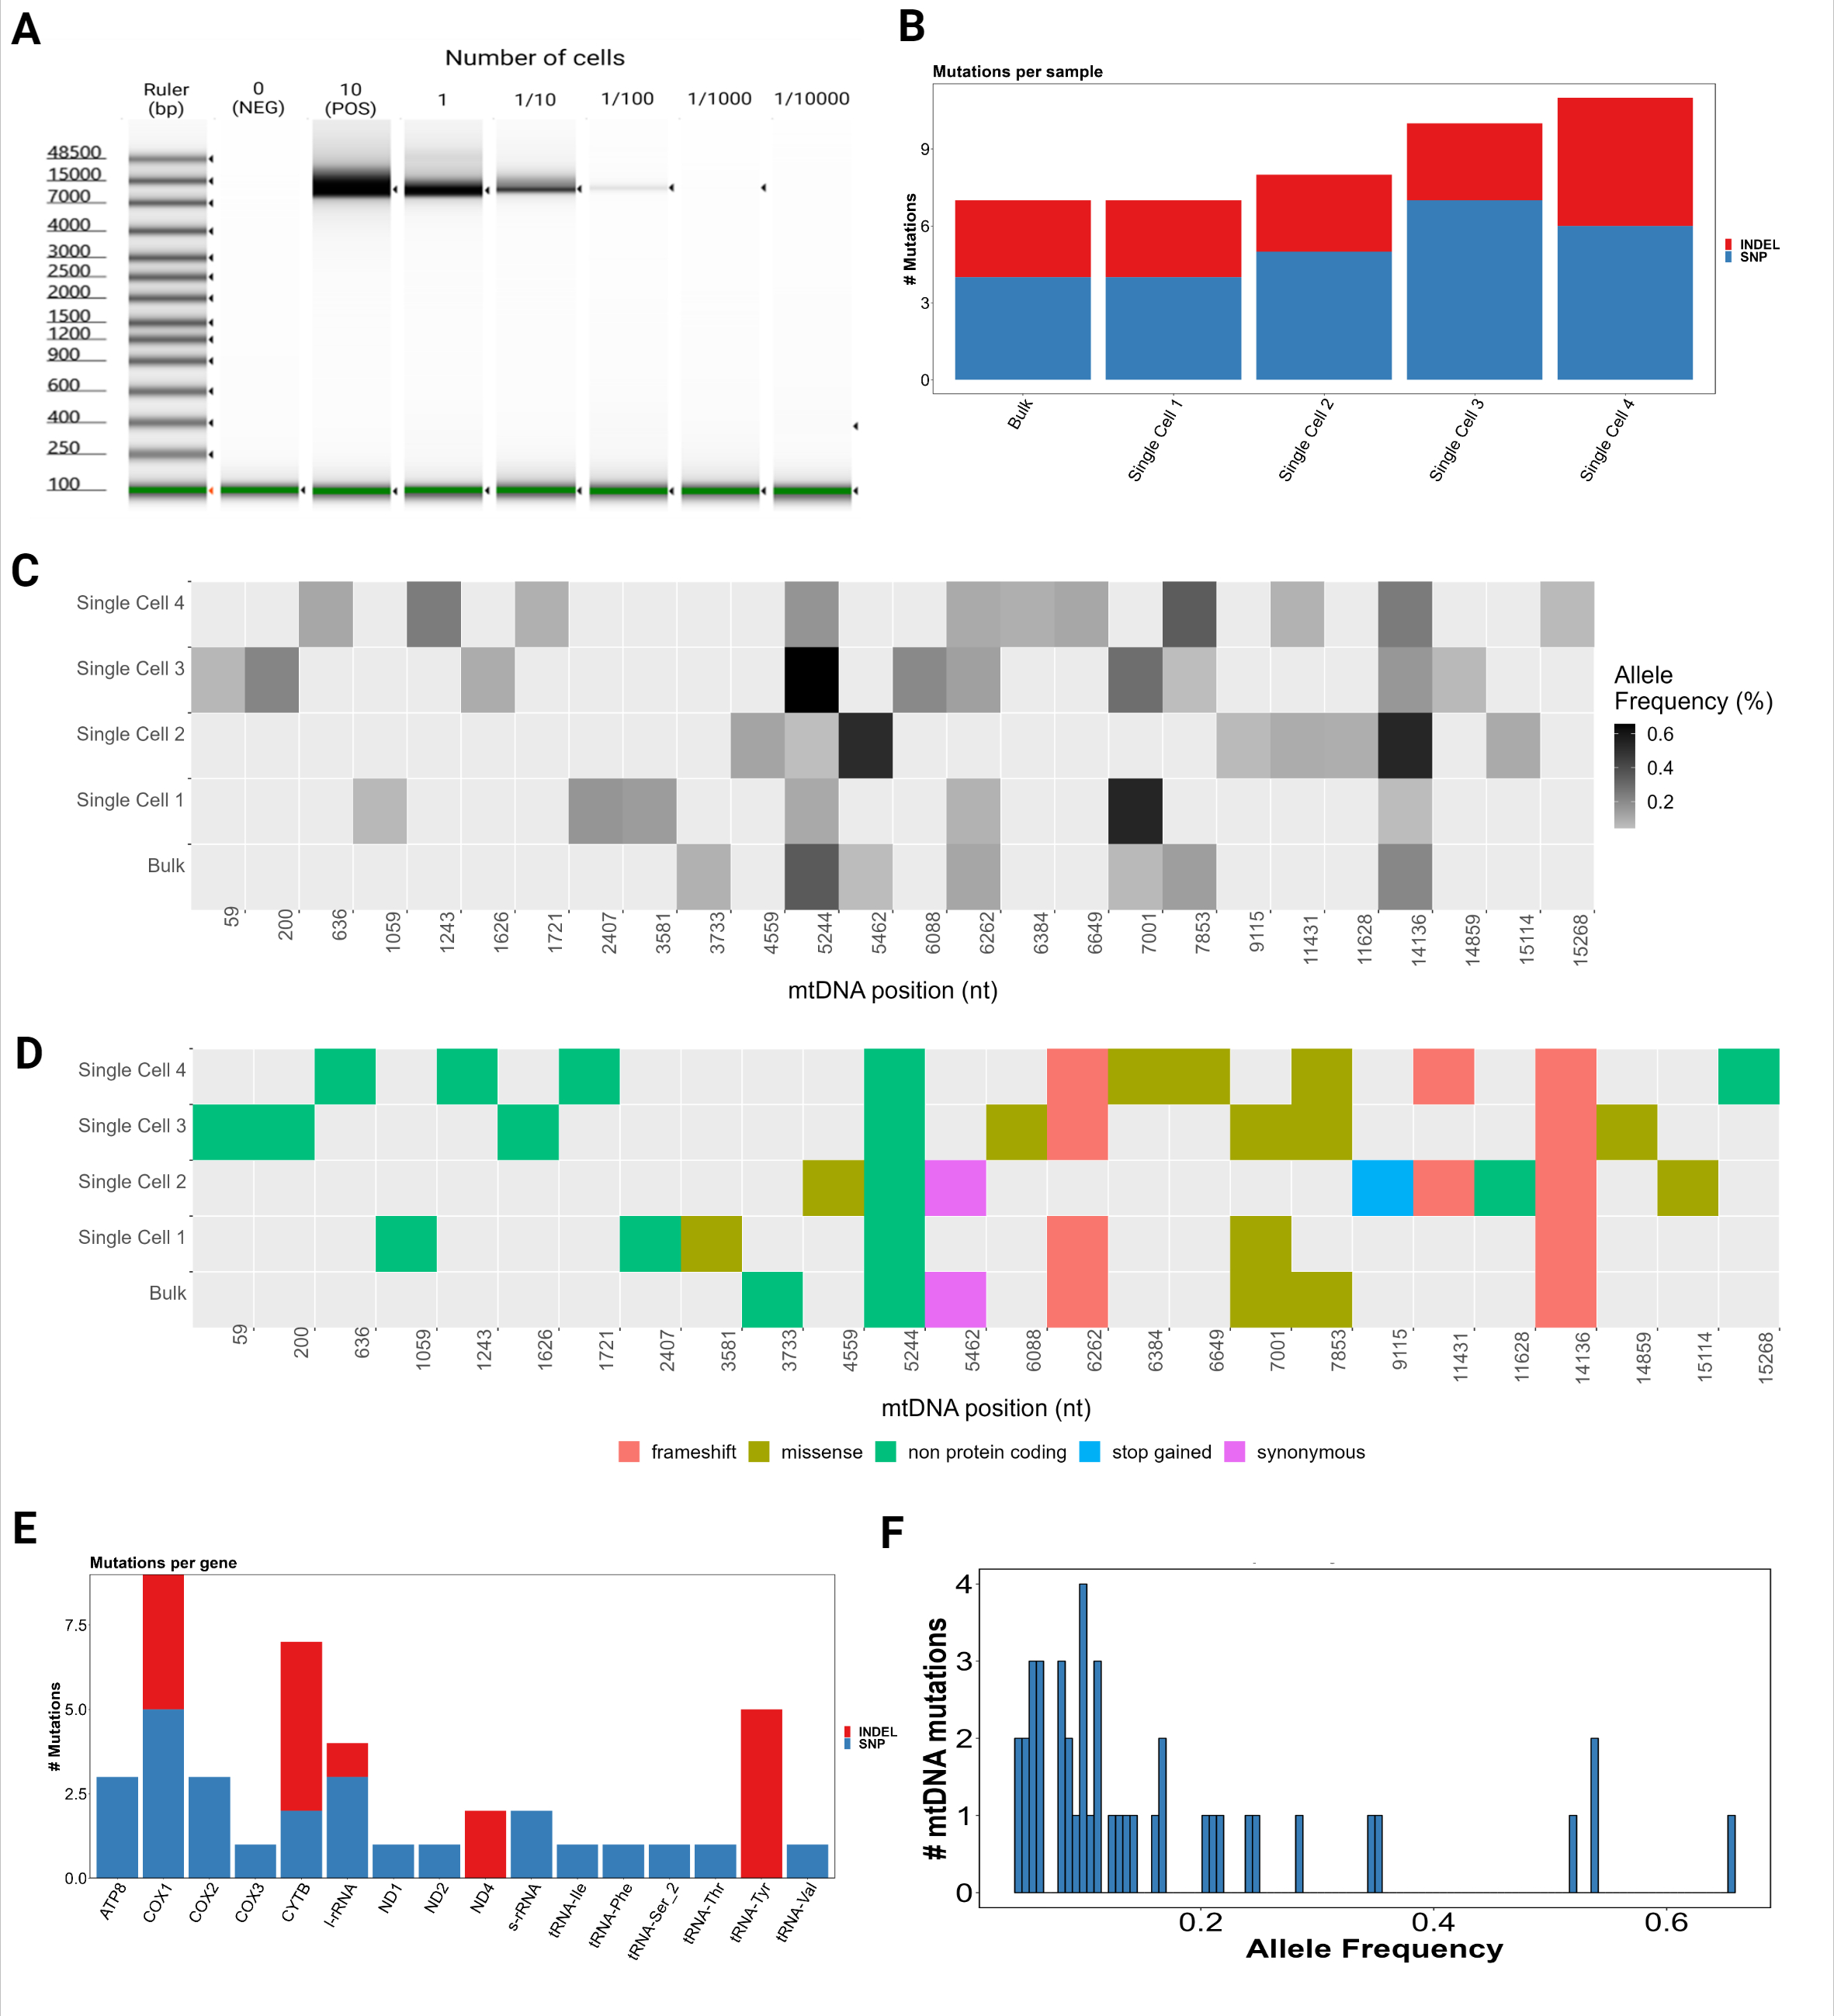 A
Number of cells
Ruler (bp)
0 (NEG)
10 (POS)
1
1/10
1/100
1/1000
1/10000
48500
15000
7000
4000
3000
2500
2000
1500
1200
900
600
400
250
100
B
Mutations per sample
# Mutations
9
6
3
0
Bulk
Single Cell 1
Single Cell 2
Single Cell 3
Single Cell 4
INDEL
SNP
C
Single Cell 4
Single Cell 3
Single Cell 2
Single Cell 1
Bulk
59
200
636
1059
1243
1626
1721
2407
3581
3733
4559
5244
5462
6088
6262
6384
6649
7001
7853
9115
11431
11628
14136
14859
15114
15268
mtDNA position (nt)
Allele
Frequency (%)
0.6
0.4
0.2
D
Single Cell 4
Single Cell 3
Single Cell 2
Single Cell 1
Bulk
59
200
636
1059
1243
1626
1721
2407
3581
3733
4559
5244
5462
6088
6262
6384
6649
7001
7853
9115
11431
11628
14136
14859
15114
15268
mtDNA position (nt)
frameshift
missense
non protein coding
stop gained
synonymous
E
Mutations per gene
# Mutations
7.5
5.0
2.5
0.0
ATP8
COX1
COX2
COX3
CYTB
l-rRNA
ND1
ND2
ND4
s-rRNA
tRNA-Ile
tRNA-Phe
tRNA-Ser_2
tRNA-Thr
tRNA-Tyr
tRNA-Val
INDEL
SNP
F
# mtDNA mutations
4
3
2
1
0
0.2
0.4
0.6
Allele Frequency